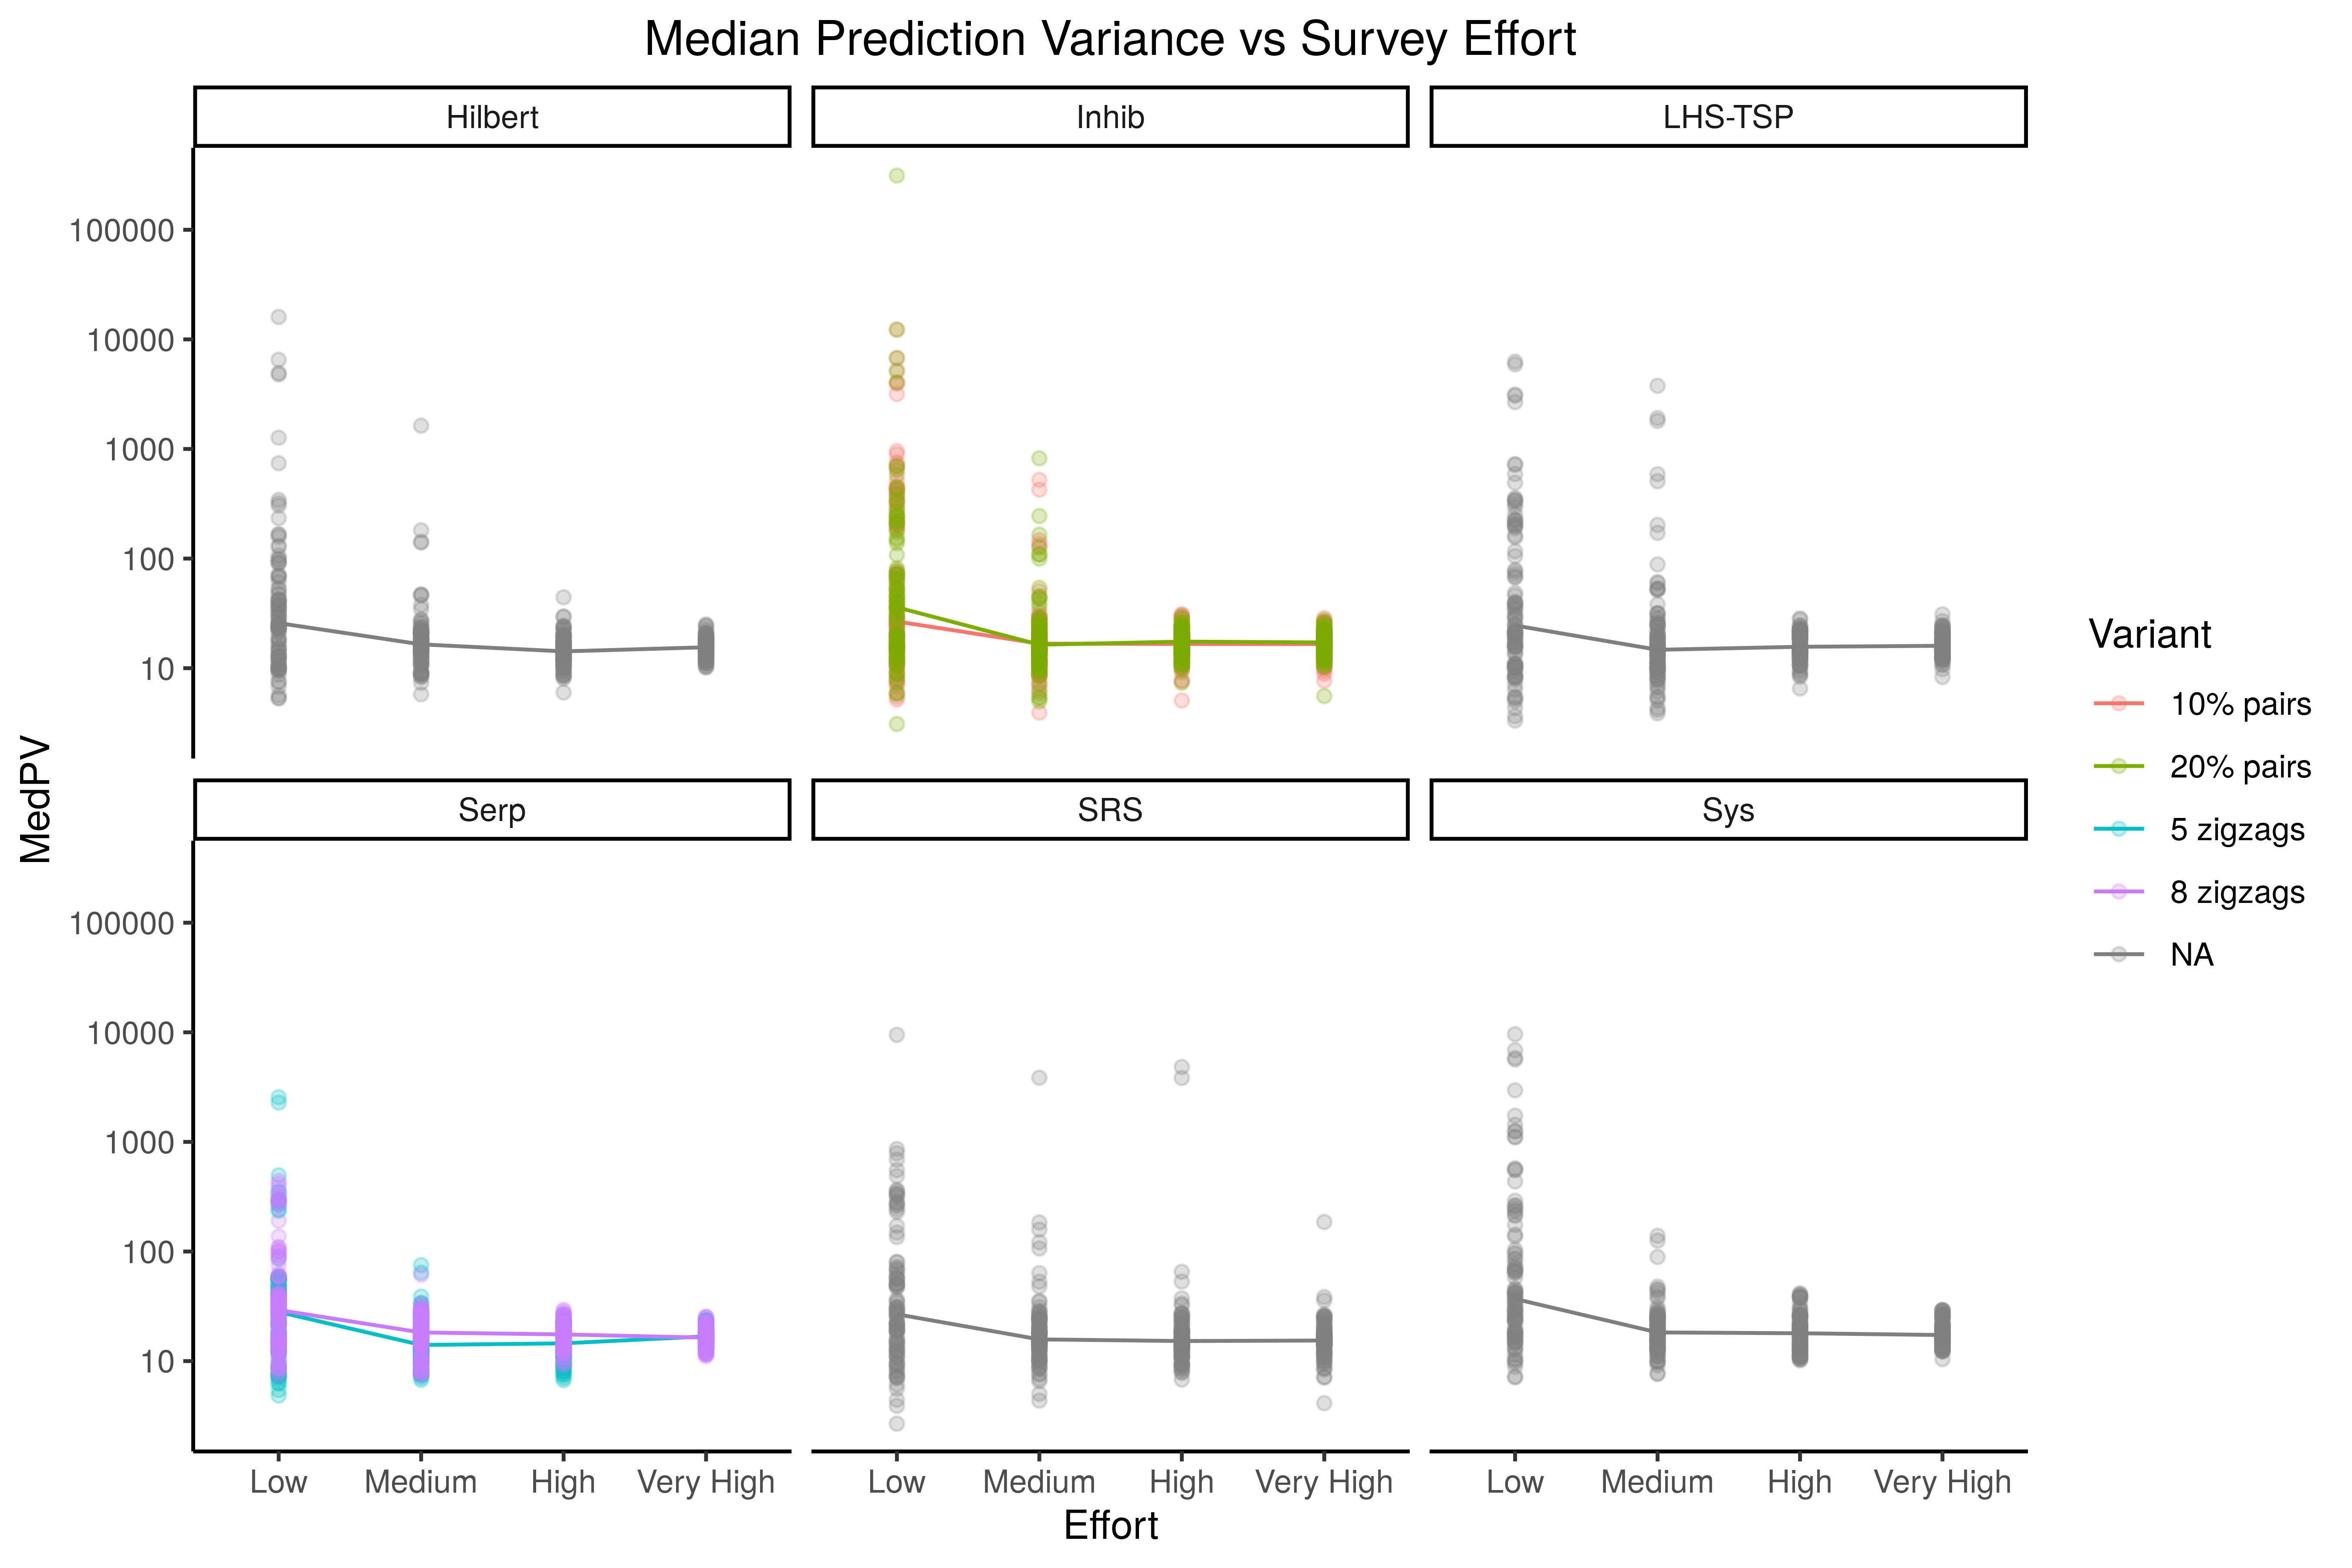 Median Prediction Variance vs Survey Effort
Hilbert
Inhib
LHS-TSP
100000
10000
1000
100
10
MedPV
Serp
SRS
Sys
100000
10000
1000
100
10
Low Medium High Very High
Low Medium High Very High
Low Medium High Very High
Effort
Variant
10% pairs
20% pairs
5 zigzags
8 zigzags
NA